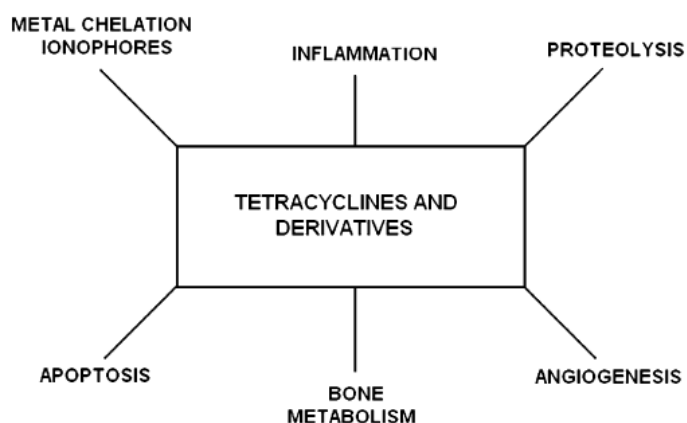 METAL CHELATION
IONOPHORES
INFLAMMATION
PROTEOLYSIS
TETRACYCLINES AND
DERIVATIVES
APOPTOSIS
BONE
METABOLISM
ANGIOGENESIS